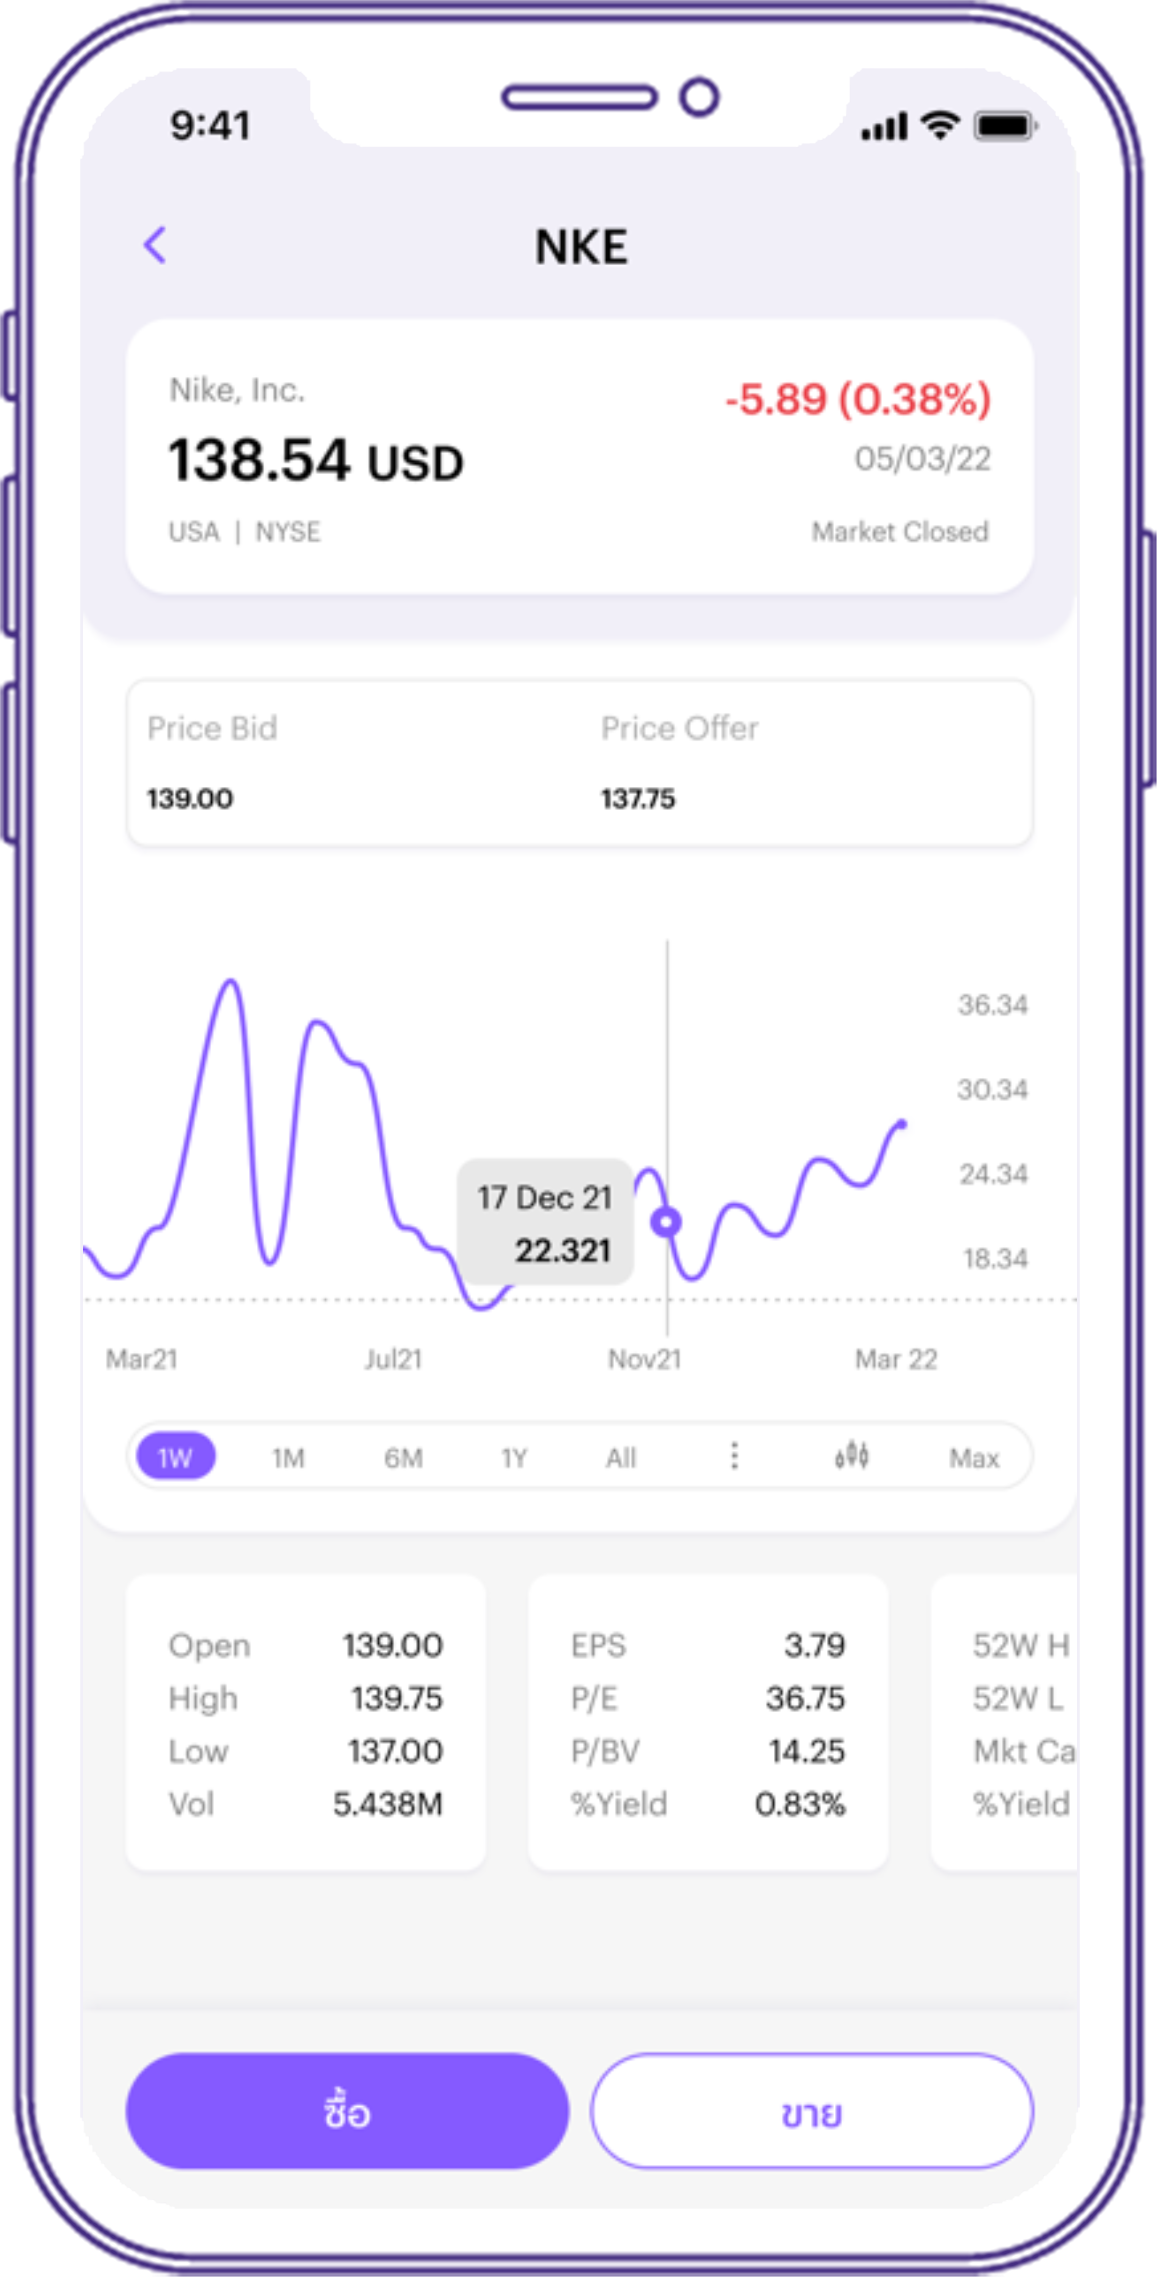 9:41
NKE
Nike, Inc.
-5.89 (0.38%)
138.54 USD
05/03/22
USA | NYSE
Market Closed
Price Bid
Price Offer
139.00
137.75
36.34
30.34
24.34
18.34
17 Dec 21
22.321
Mar21 Jul21 Nov21 Mar 22
1W 1M 6M 1Y All Max
Open 139.00
High 139.75
Low 137.00
Vol 5.438M
EPS 3.79
P/E 36.75
P/BV 14.25
%Yield 0.83%
52W H
52W L
Mkt Ca
%Yield
ซื้อ
ขาย